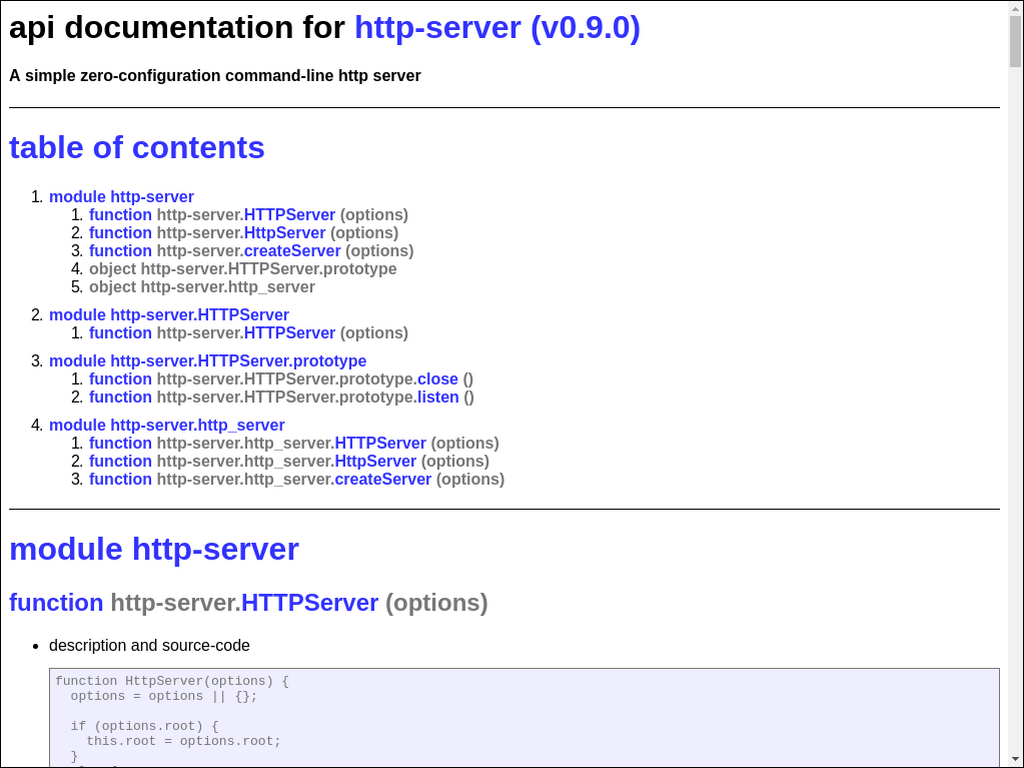 api documentation for http-server (v0.9.0)
A simple zero-configuration command-line http server
table of contents
1. module http-server
1. function http-server.HTTPServer (options)
2. function http-server.HttpServer (options)
3. function http-server.createServer (options)
4. object http-server.HTTPServer.prototype
5. object http-server.http_server
2. module http-server.HTTPServer
1. function http-server.HTTPServer (options)
3. module http-server.HTTPServer.prototype
1. function http-server.HTTPServer.prototype.close ()
2. function http-server.HTTPServer.prototype.listen ()
4. module http-server.http_server
1. function http-server.http_server.HTTPServer (options)
2. function http-server.http_server.HttpServer (options)
3. function http-server.http_server.createServer (options)
module http-server
function http-server.HTTPServer (options)
• description and source-code
function HttpServer(options) {
  options = options || {};
  if (options.root) {
    this.root = options.root;
  }